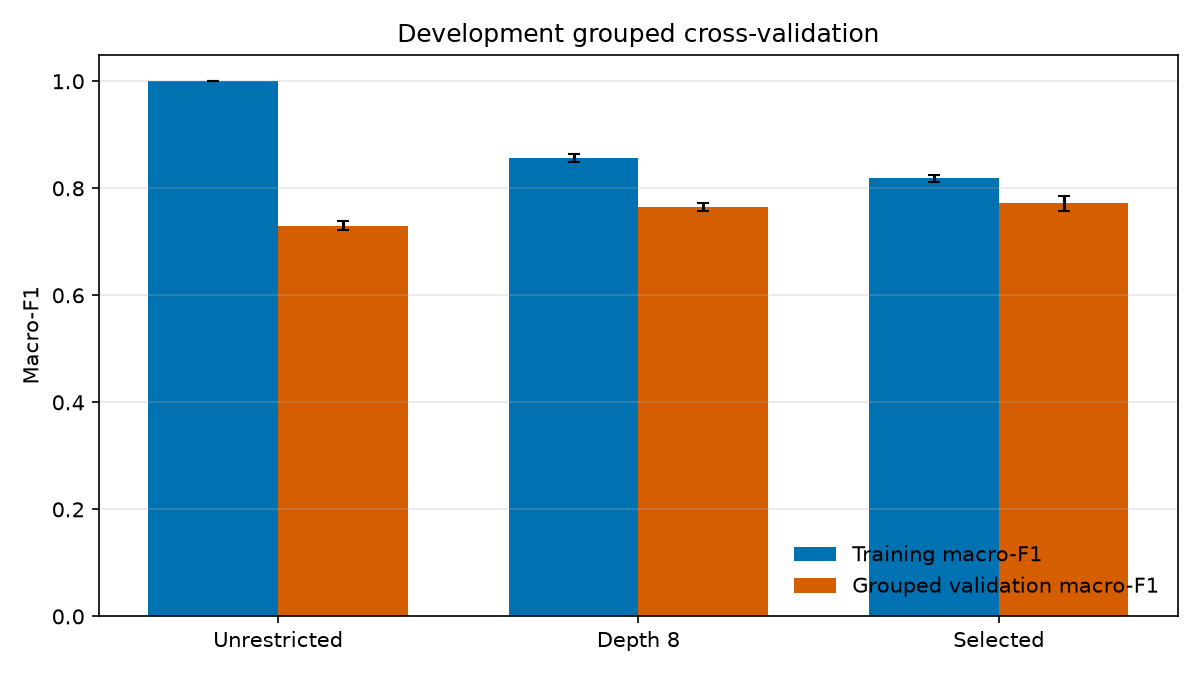 Development grouped cross-validation
Macro-F1
1.0
0.8
0.6
0.4
0.2
0.0
Training macro-F1
Grouped validation macro-F1
Unrestricted
Depth 8
Selected